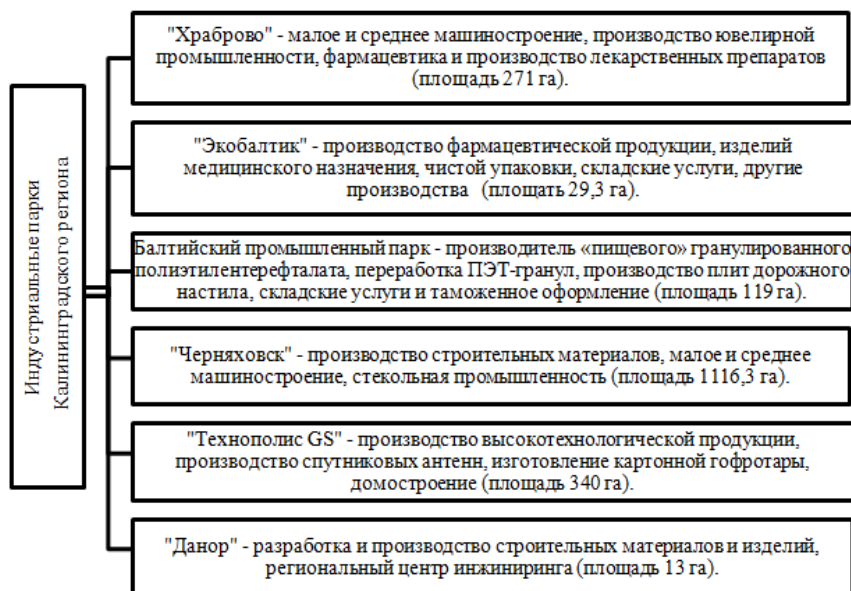 Индустриальные парки
Калининградского региона
"Храброво" - малое и среднее машиностроение, производство ювелирной
промышленности, фармацевтика и производство лекарственных препаратов
(площадь 271 га).
"Экобалтик" - производство фармацевтической продукции, изделий
медицинского назначения, чистой упаковки, складские услуги, другие
производства (площать 29,3 га).
Балтийский промышленный парк - производитель «пищевого» гранулированного
полиэтилентерефталата, переработка ПЭТ-гранул, производство плит дорожного
настила, складские услуги и таможенное оформление (площадь 119 га).
"Черняховск" - производство строительных материалов, малое и среднее
машиностроение, стекольная промышленность (площадь 1116,3 га).
"Технополис GS" - производство высокотехнологической продукции,
производство спутниковых антенн, изготовление картонной гофротары,
домостроение (площадь 340 га).
"Данор" - разработка и производство строительных материалов и изделий,
региональный центр инжиниринга (площадь 13 га).